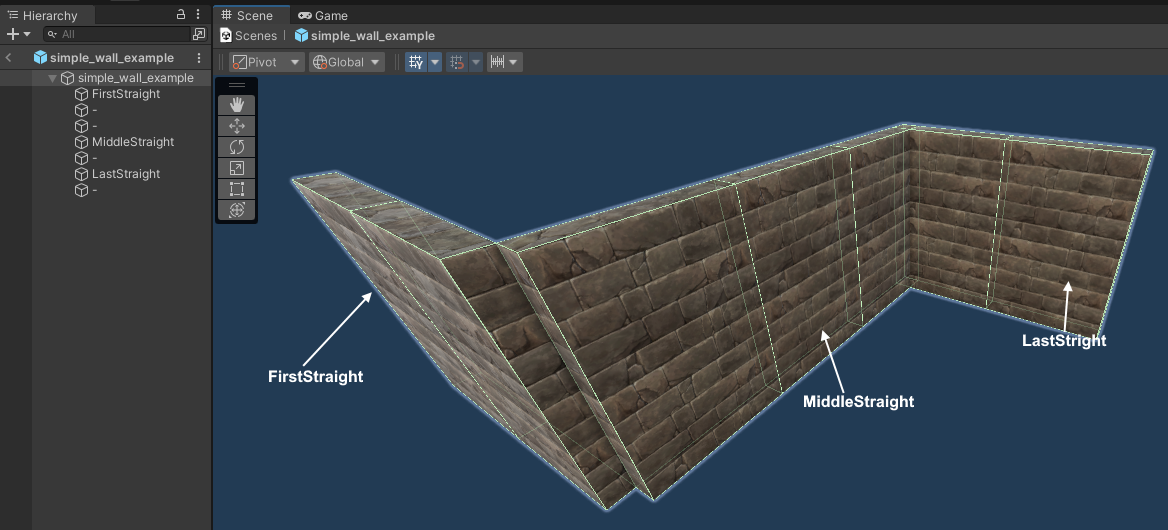 Hierarchy
All
simple_wall_example
simple_wall_example
FirstStraight
-
-
MiddleStraight
-
LastStraight
-
Scene Game
Scenes | simple_wall_example
Pivot Global
FirstStraight
MiddleStraight
LastStright